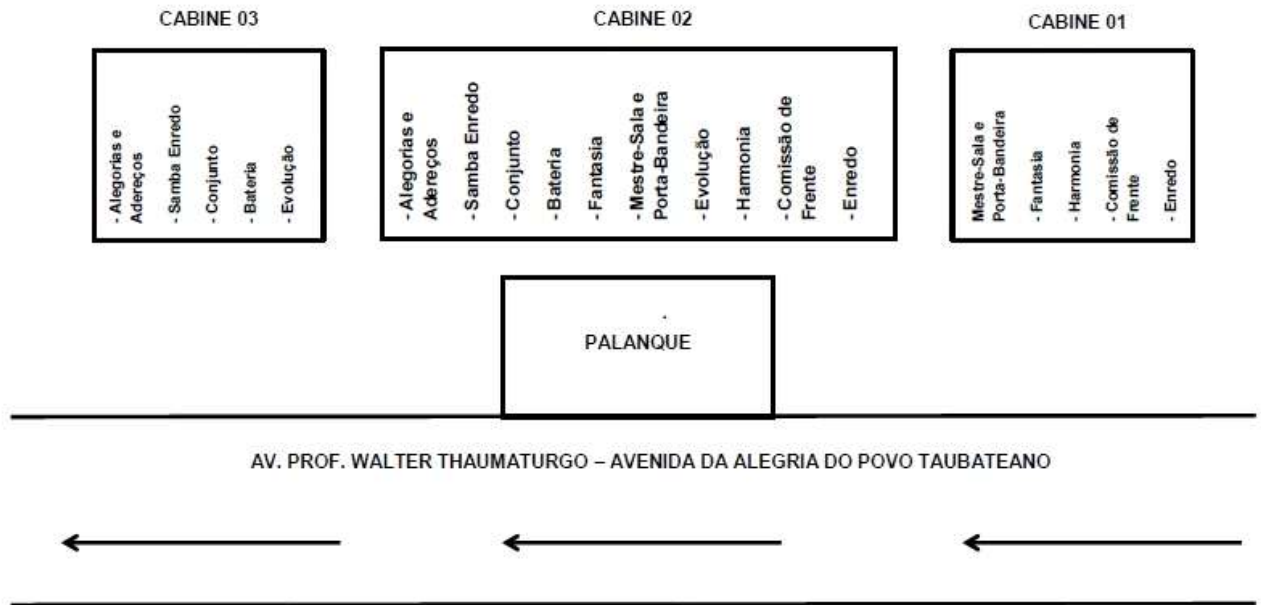 CABINE 03
- Alegorias e
Adereços
- Samba Enredo
- Conjunto
- Bateria
- Evolução
CABINE 02
- Alegorias e
Adereços
- Samba Enredo
- Conjunto
- Bateria
- Fantasia
- Mestre-Sala e
Porta-Bandeira
- Evolução
- Harmonia
- Comissão de
Frente
- Enredo
CABINE 01
Mestre-Sala e
Porta-Bandeira
- Fantasia
- Harmonia
- Comissão de
Frente
- Enredo
PALANQUE
AV. PROF. WALTER THAUMATURGO – AVENIDA DA ALEGRIA DO POVO TAUBATEANO